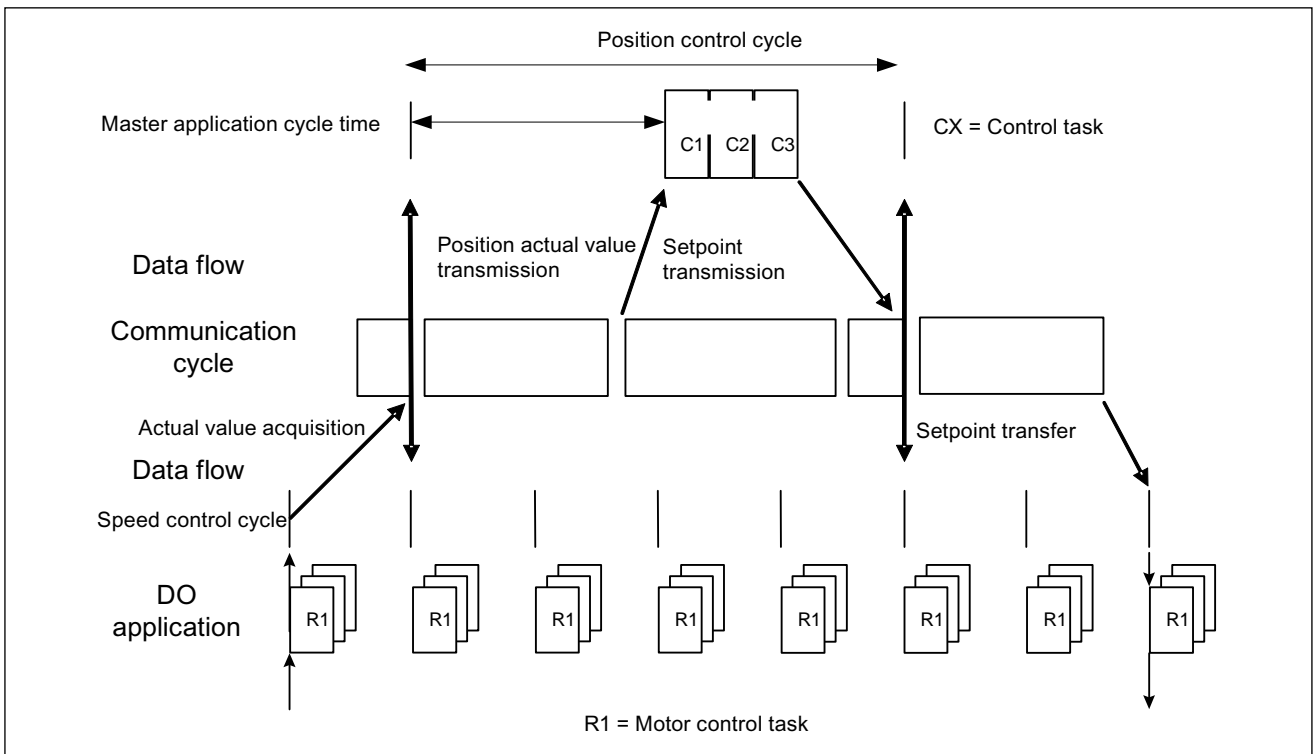 Position control cycle
Master application cycle time
CX = Control task
C1 C2 C3
Data flow
Position actual value
transmission
Setpoint
transmission
Communication
cycle
Actual value acquisition
Setpoint transfer
Data flow
Speed control cycle
DO
application
R1 R1 R1 R1 R1 R1 R1 R1
R1 = Motor control task